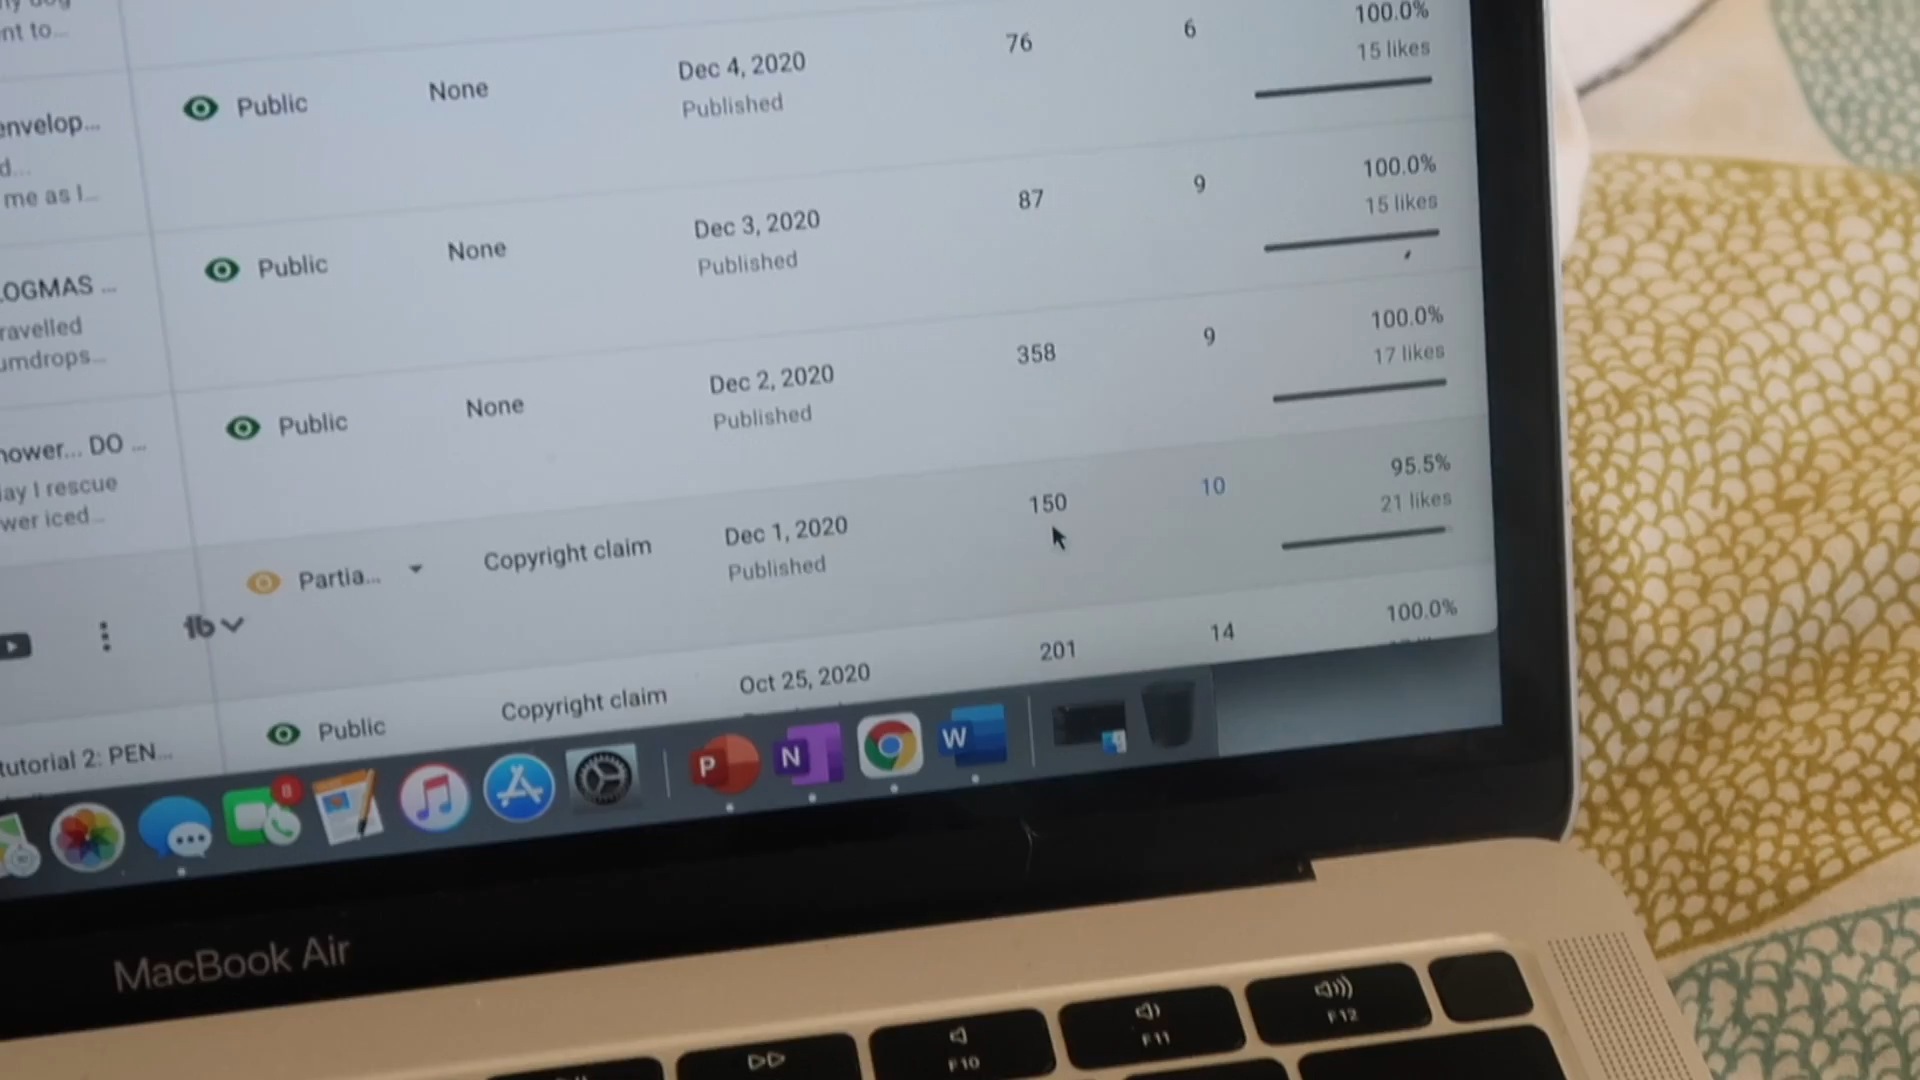 nt to...
Public
None
Dec 4, 2020
Published
76
6
100.0%
15 likes
envelop...
d...
me as I...
Public
None
Dec 3, 2020
Published
87
9
100.0%
15 likes
LOGMAS ...
ravelled
umdrops...
Public
None
Dec 2, 2020
Published
358
9
100.0%
17 likes
hower... DO ...
lay I rescue
wer iced...
Partia...
Copyright claim
Dec 1, 2020
Published
150
10
95.5%
21 likes
tutorial 2: PEN...
Public
Copyright claim
Oct 25, 2020
201
14
100.0%
8
P
N
W
MacBook Air
F10
F11
F12